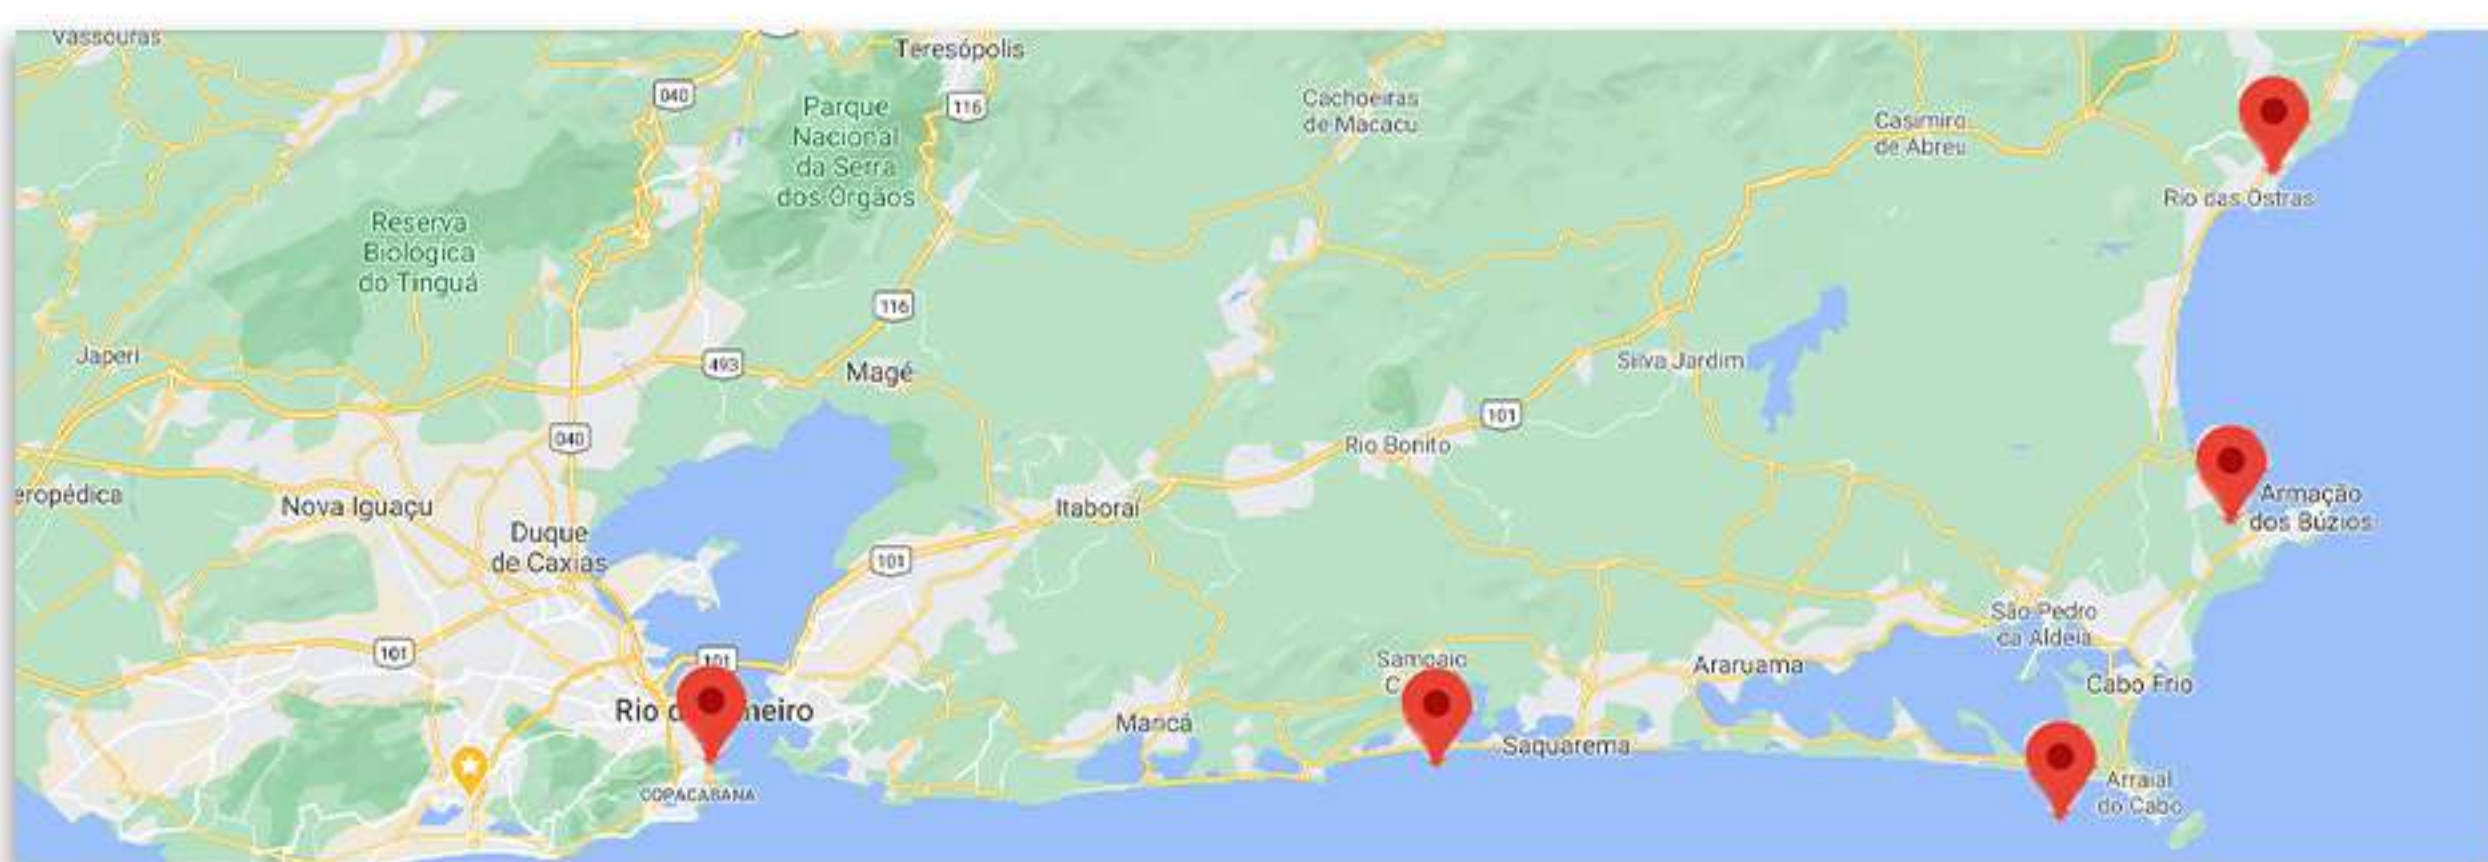 Vassouras
Teresópolis
040
116
Parque
Nacional
da Serra
dos Órgãos
Cachoeiras
de Macacu
Casimiro
de Abreu
Rio das Ostras
Reserva
Biológica
do Tinguá
116
Japeri
493
Magé
Silva Jardim
101
040
Rio Bonito
eropédica
Nova Iguaçu
Itaboraí
Armação
dos Búzios
Duque
de Caxias
101
São Pedro
da Aldeia
101
101
Sampaio
C
Araruama
Cabo Frio
Rio d neiro
Maricá
Saquarema
COPACABANA
Arraial
do Cabo